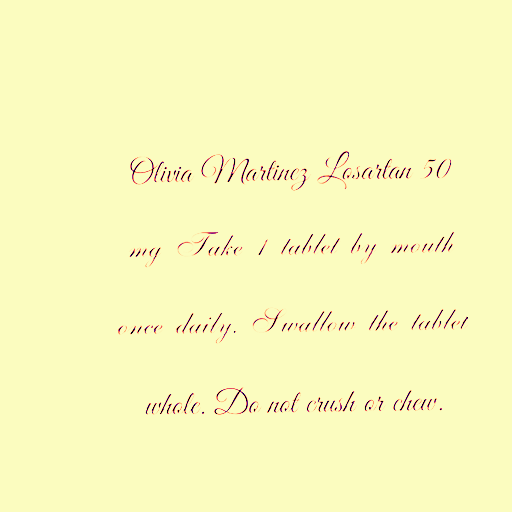 Olivia Martinez Losartan 50
mg Take 1 tablet by mouth
once daily. Swallow the tablet
whole. Do not crush or chew.